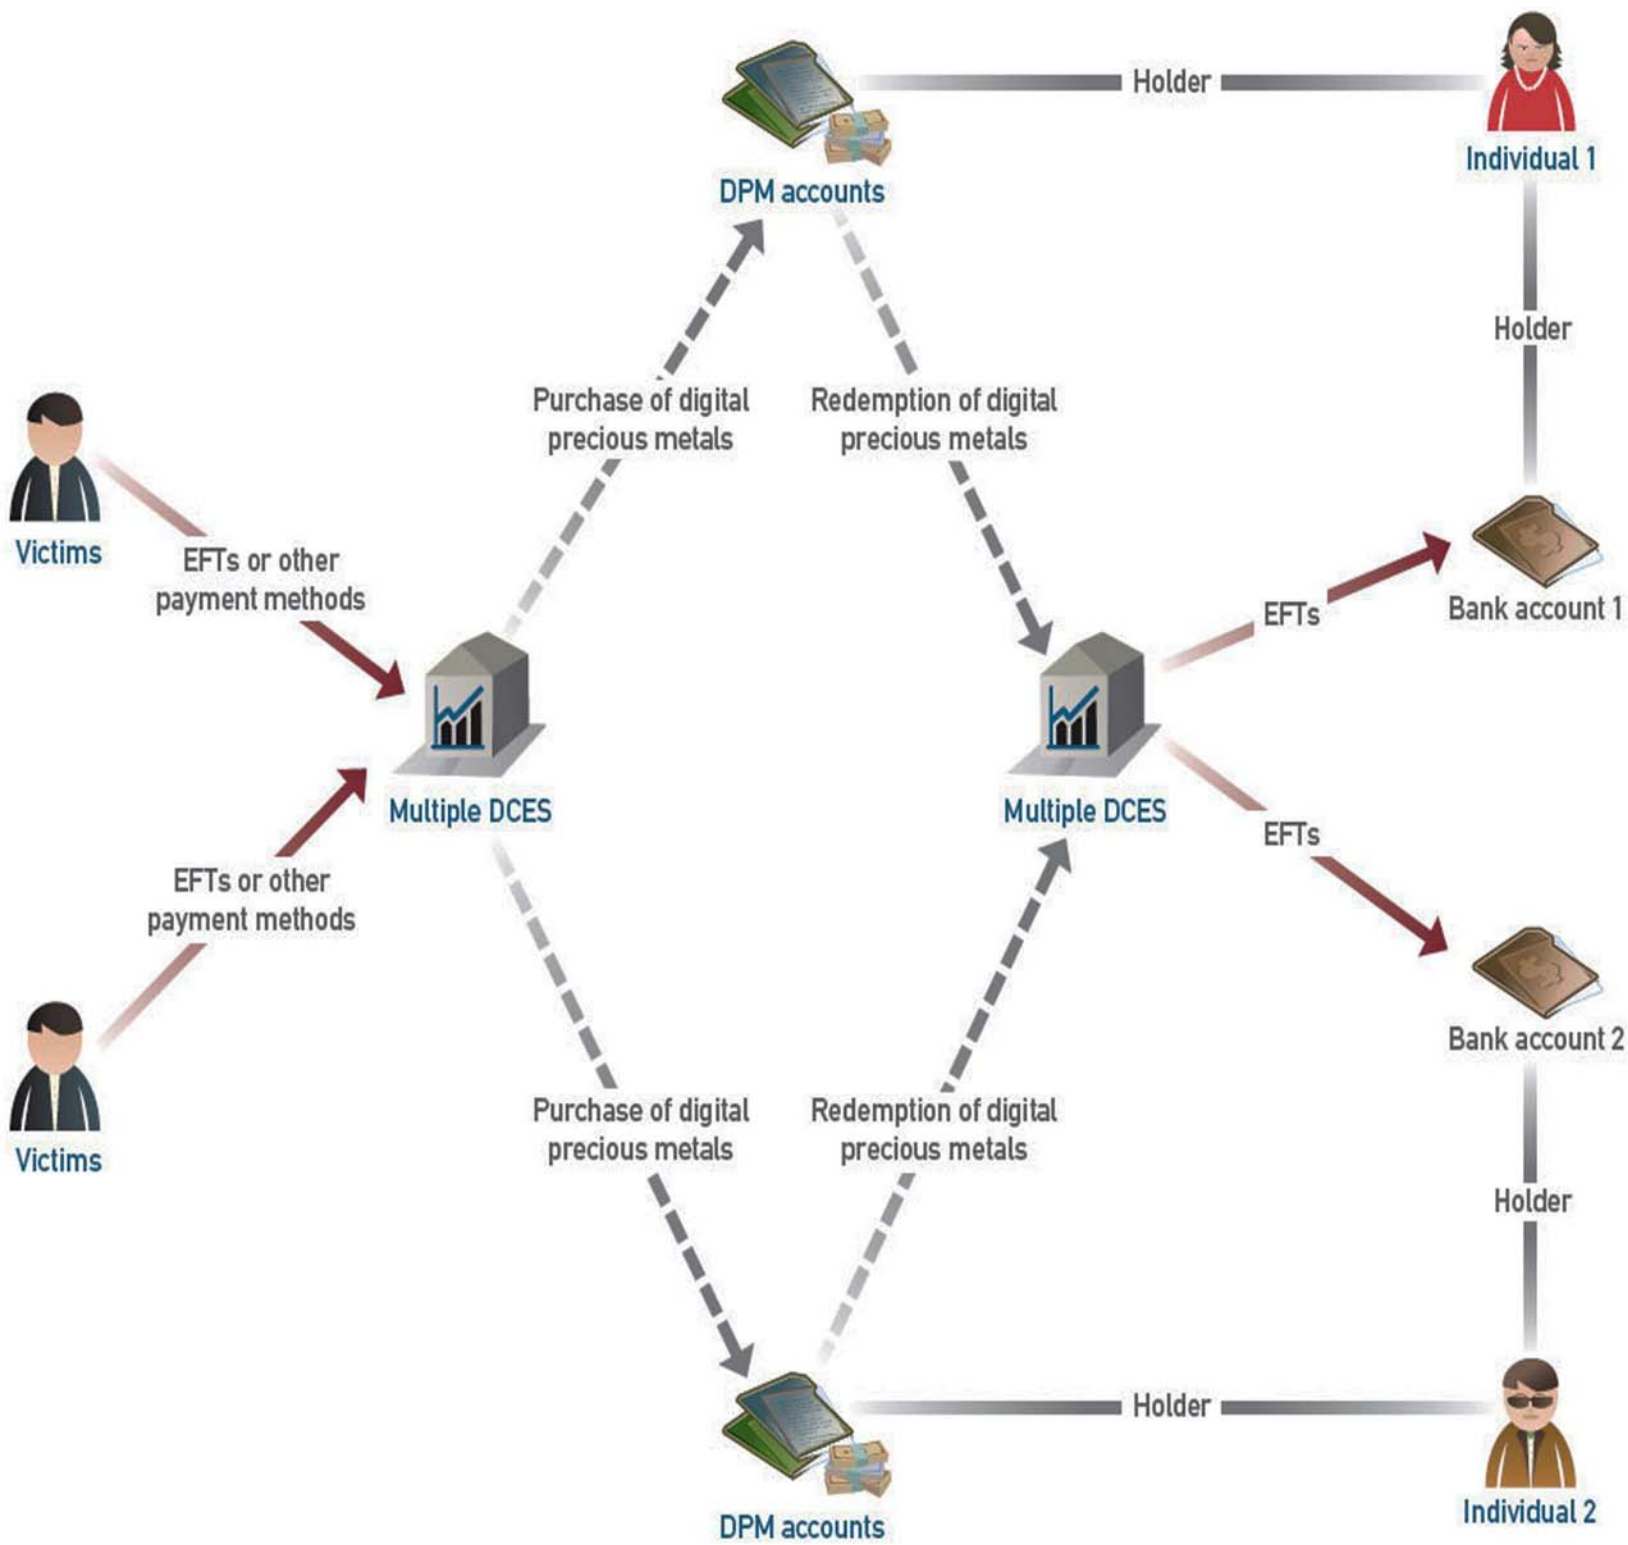 Holder
Individual 1
DPM accounts
Holder
Purchase of digital
precious metals
Redemption of digital
precious metals
Victims
EFTs or other
payment methods
EFTs
Bank account 1
Multiple DCES
Multiple DCES
EFTs
EFTs or other
payment methods
Bank account 2
Purchase of digital
precious metals
Redemption of digital
precious metals
Victims
Holder
Holder
Individual 2
DPM accounts